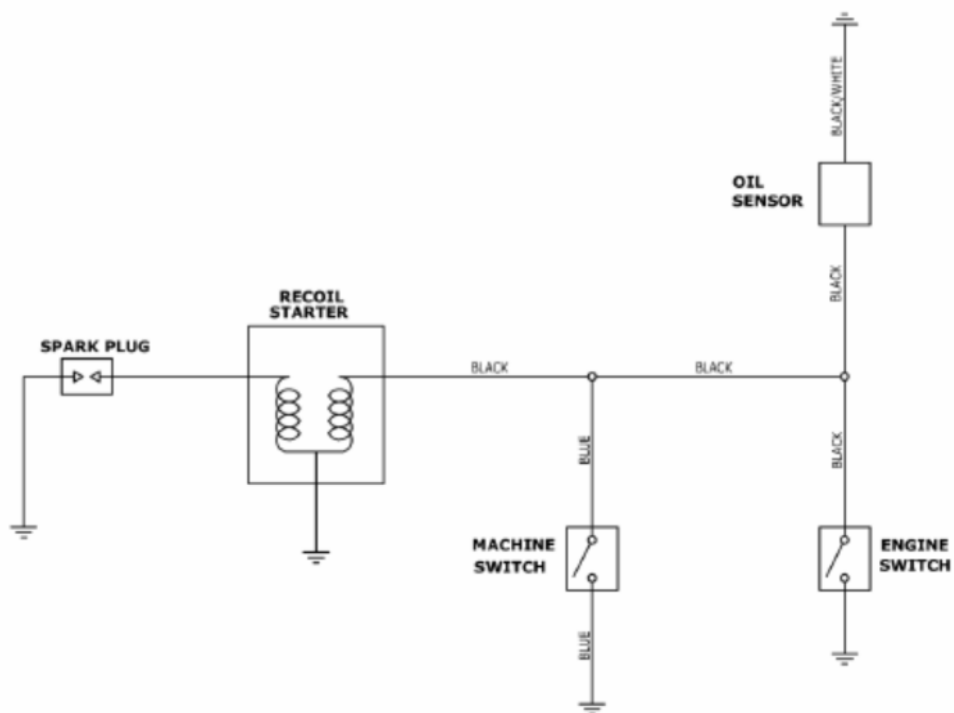 BLACK/WHITE
OIL
SENSOR
BLACK
RECOIL
STARTER
SPARK PLUG
BLACK
BLACK
BLUE
BLACK
MACHINE
SWITCH
ENGINE
SWITCH
BLUE